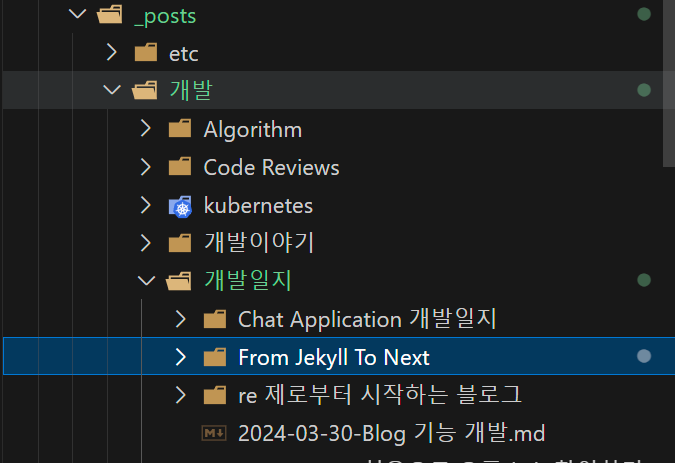 _posts
etc
개발
Algorithm
Code Reviews
kubernetes
개발이야기
개발일지
Chat Application 개발일지
From Jekyll To Next
re 제로부터 시작하는 블로그
2024-03-30-Blog 기능 개발.md